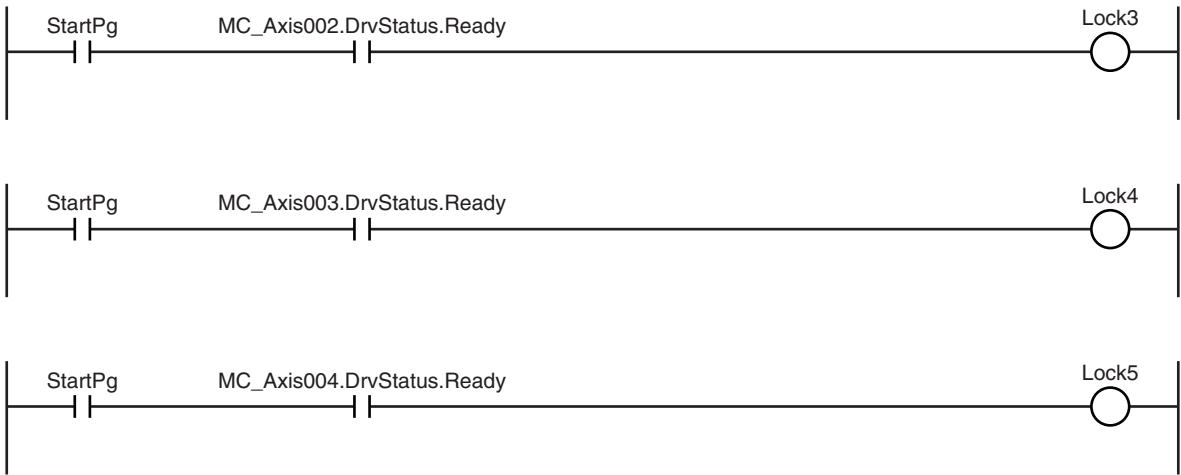 StartPg MC_Axis002.DrvStatus.Ready Lock3
StartPg MC_Axis003.DrvStatus.Ready Lock4
StartPg MC_Axis004.DrvStatus.Ready Lock5